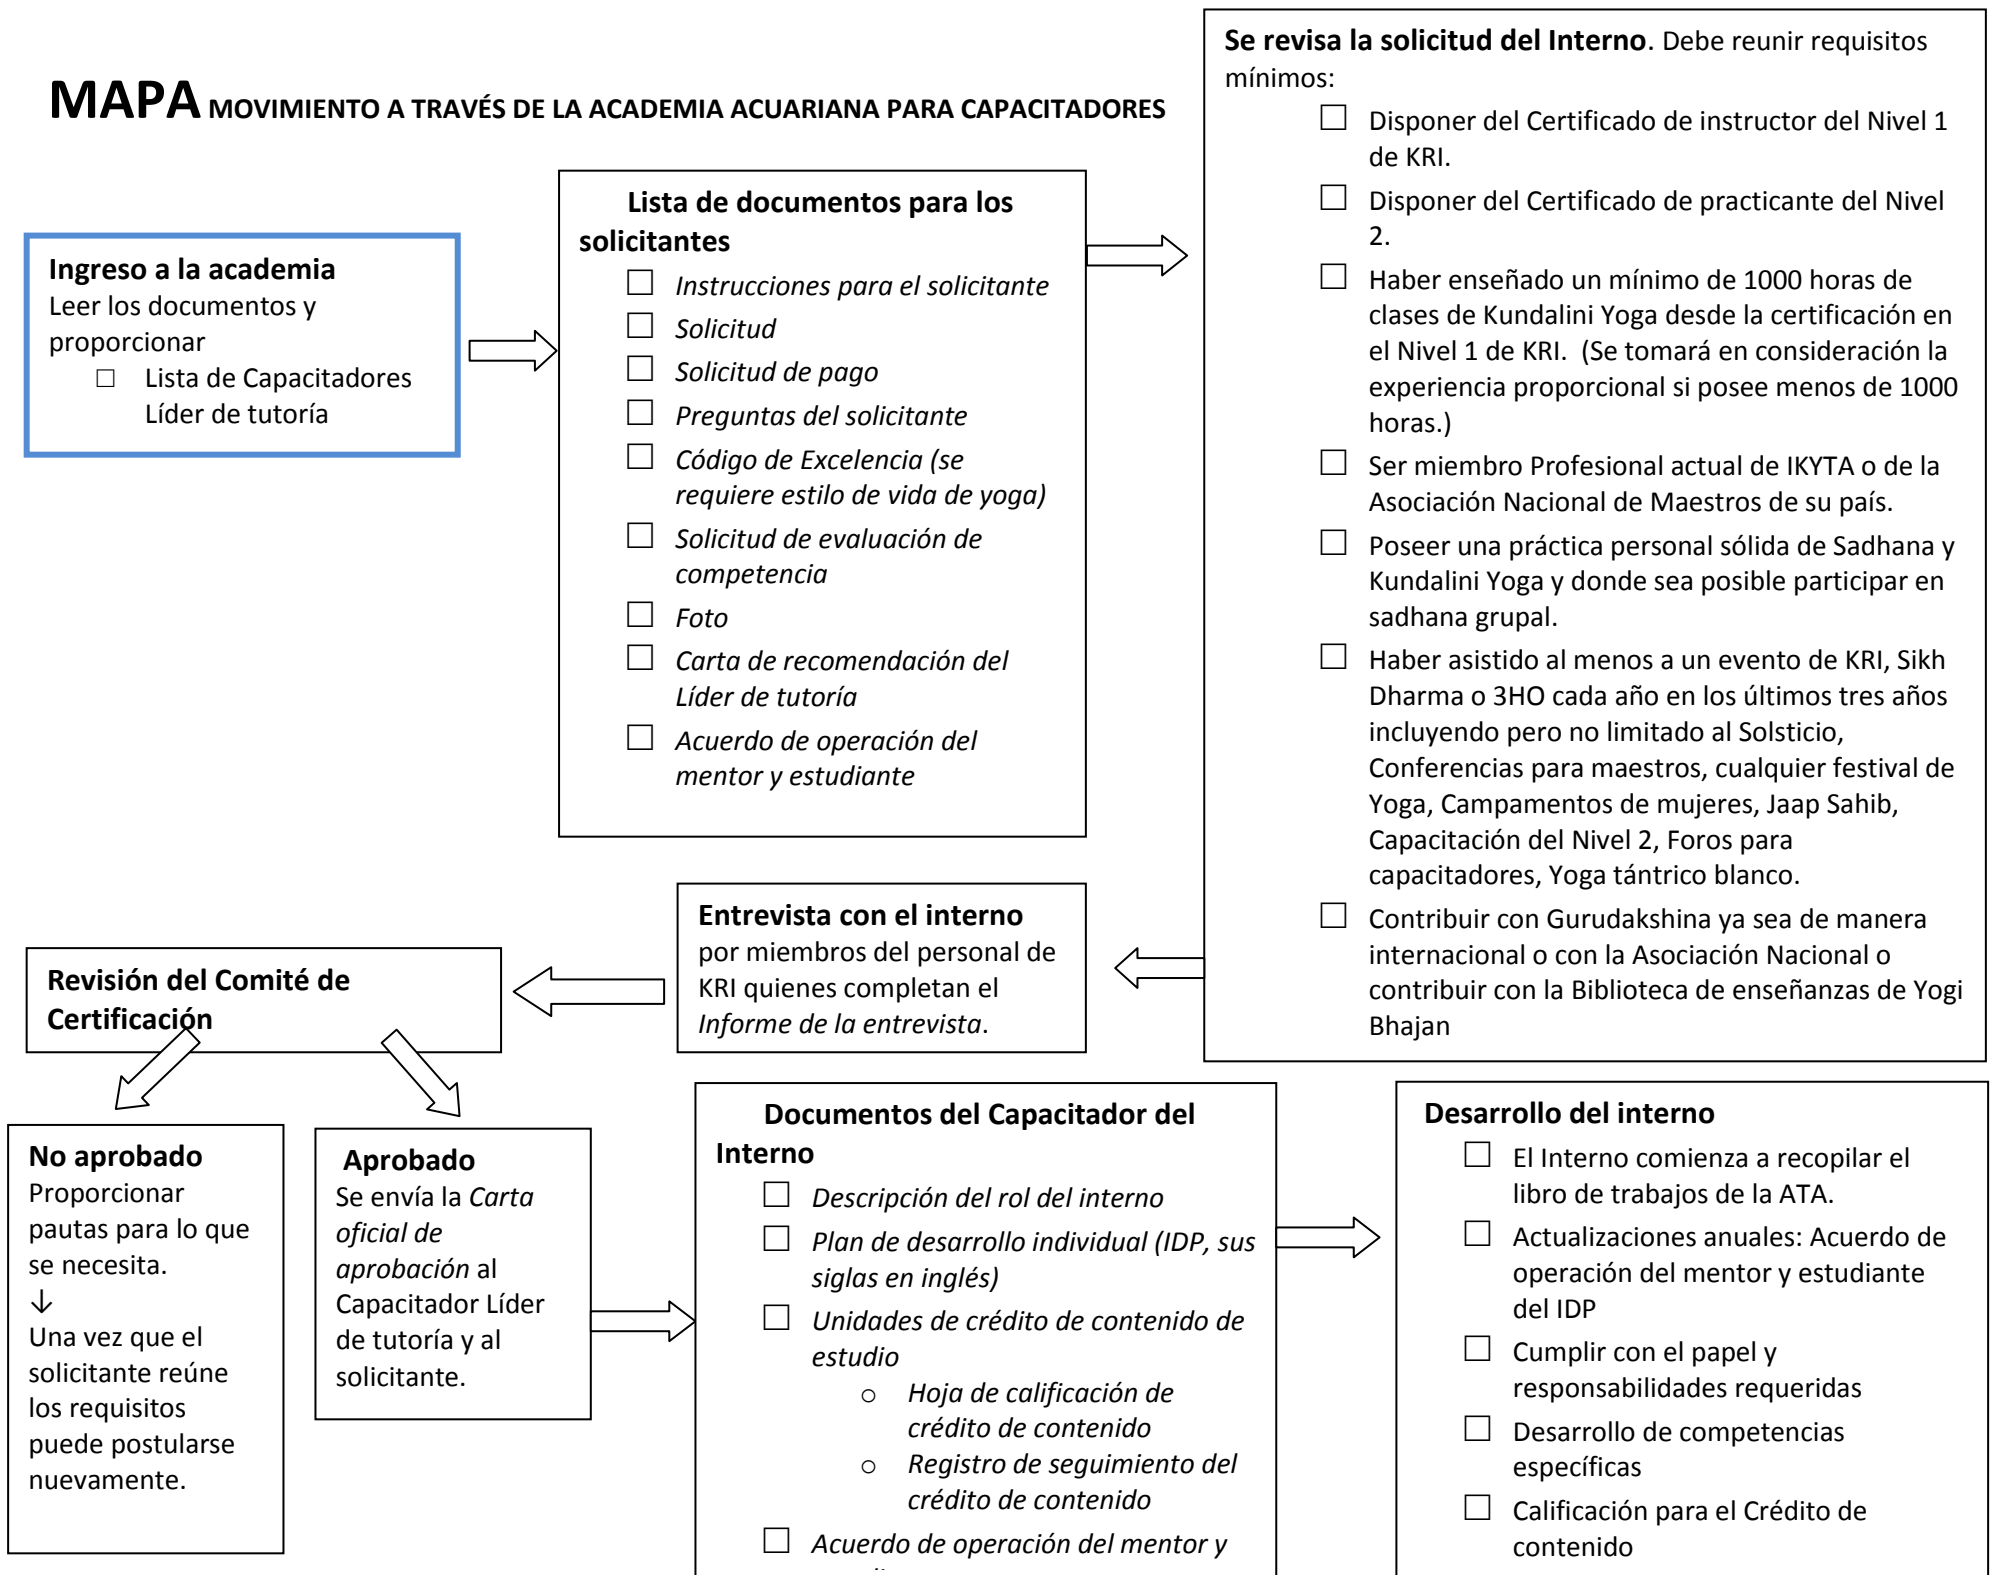 MAPA MOVIMIENTO A TRAVÉS DE LA ACADEMIA ACUARIANA PARA CAPACITADORES
Ingreso a la academia
Leer los documentos y
proporcionar
□ Lista de Capacitadores
Líder de tutoría
Lista de documentos para los
solicitantes
□ Instrucciones para el solicitante
□ Solicitud
□ Solicitud de pago
□ Preguntas del solicitante
□ Código de Excelencia (se
requiere estilo de vida de yoga)
□ Solicitud de evaluación de
competencia
□ Foto
□ Carta de recomendación del
Líder de tutoría
□ Acuerdo de operación del
mentor y estudiante
Se revisa la solicitud del Interno. Debe reunir requisitos
mínimos:
□ Disponer del Certificado de instructor del Nivel 1
de KRI.
□ Disponer del Certificado de practicante del Nivel
2.
□ Haber enseñado un mínimo de 1000 horas de
clases de Kundalini Yoga desde la certificación en
el Nivel 1 de KRI. (Se tomará en consideración la
experiencia proporcional si posee menos de 1000
horas.)
□ Ser miembro Profesional actual de IKYTA o de la
Asociación Nacional de Maestros de su país.
□ Poseer una práctica personal sólida de Sadhana y
Kundalini Yoga y donde sea posible participar en
sadhana grupal.
□ Haber asistido al menos a un evento de KRI, Sikh
Dharma o 3HO cada año en los últimos tres años
incluyendo pero no limitado al Solsticio,
Conferencias para maestros, cualquier festival de
Yoga, Campamentos de mujeres, Jaap Sahib,
Capacitación del Nivel 2, Foros para
capacitadores, Yoga tántrico blanco.
□ Contribuir con Gurudakshina ya sea de manera
internacional o con la Asociación Nacional o
contribuir con la Biblioteca de enseñanzas de Yogi
Bhajan
Entrevista con el interno
por miembros del personal de
KRI quienes completan el
Informe de la entrevista.
Revisión del Comité de
Certificación
No aprobado
Proporcionar
pautas para lo que
se necesita.
↓
Una vez que el
solicitante reúne
los requisitos
puede postularse
nuevamente.
Aprobado
Se envía la Carta
oficial de
aprobación al
Capacitador Líder
de tutoría y al
solicitante.
Documentos del Capacitador del
Interno
□ Descripción del rol del interno
□ Plan de desarrollo individual (IDP, sus
siglas en inglés)
□ Unidades de crédito de contenido de
estudio
o Hoja de calificación de
crédito de contenido
o Registro de seguimiento del
crédito de contenido
□ Acuerdo de operación del mentor y
Desarrollo del interno
□ El Interno comienza a recopilar el
libro de trabajos de la ATA.
□ Actualizaciones anuales: Acuerdo de
operación del mentor y estudiante
del IDP
□ Cumplir con el papel y
responsabilidades requeridas
□ Desarrollo de competencias
específicas
□ Calificación para el Crédito de
contenido